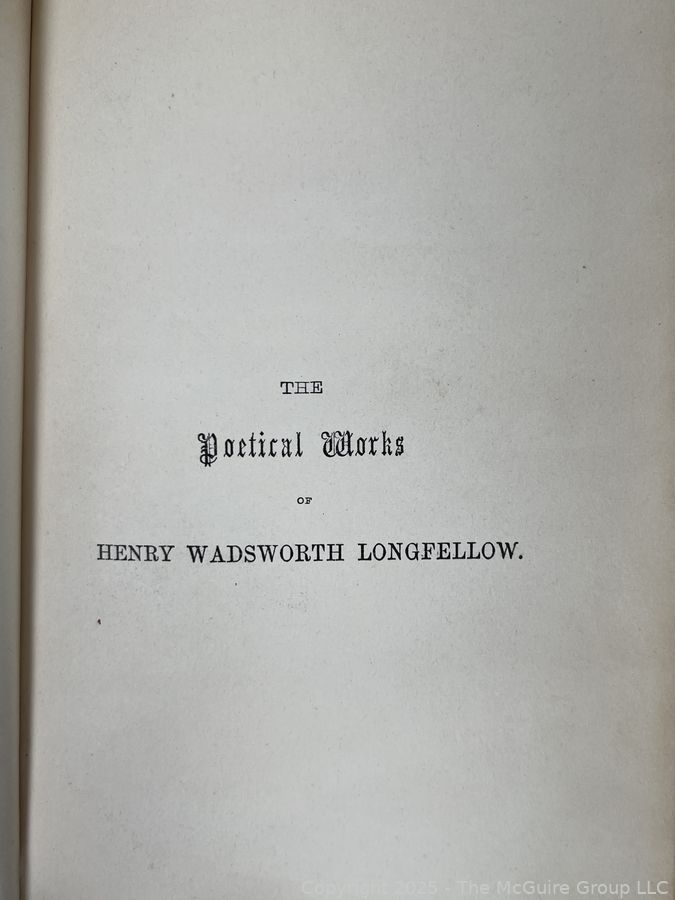 THE
Poetical Works
OF
HENRY WADSWORTH LONGFELLOW.
Copyright 2025 - The McGuire Group LLC